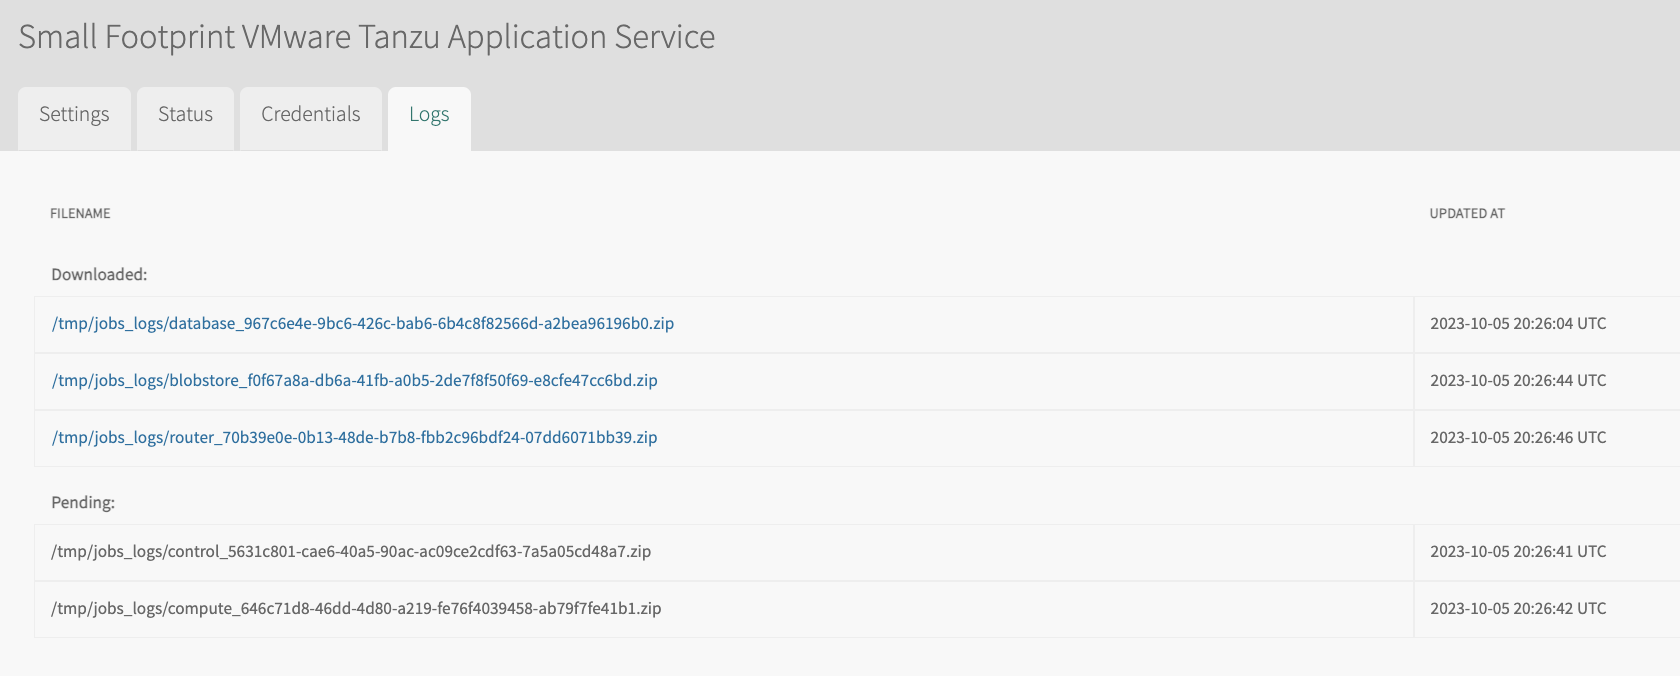 Small Footprint VMware Tanzu Application Service
Settings Status Credentials Logs
FILENAME UPDATED AT
Downloaded:
/tmp/jobs_logs/database_967c6e4e-9bc6-426c-bab6-6b4c8f82566d-a2bea96196b0.zip 2023-10-05 20:26:04 UTC
/tmp/jobs_logs/blobstore_f0f67a8a-db6a-41fb-a0b5-2de7f8f50f69-e8cfe47cc6bd.zip 2023-10-05 20:26:44 UTC
/tmp/jobs_logs/router_70b39e0e-0b13-48de-b7b8-fbb2c96bdf24-07dd6071bb39.zip 2023-10-05 20:26:46 UTC
Pending:
/tmp/jobs_logs/control_5631c801-cae6-40a5-90ac-ac09ce2cdf63-7a5a05cd48a7.zip 2023-10-05 20:26:41 UTC
/tmp/jobs_logs/compute_646c71d8-46dd-4d80-a219-fe76f4039458-ab79f7fe41b1.zip 2023-10-05 20:26:42 UTC